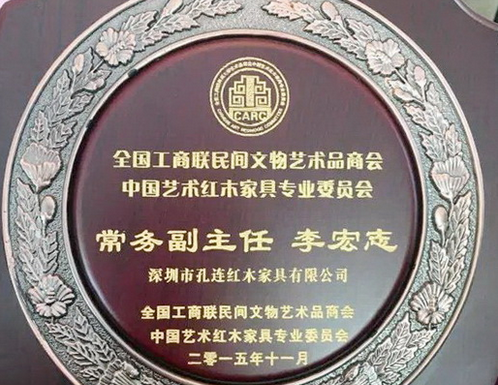 CARC
全国工商联民间文物艺术品商会
中国艺术红木家具专业委员会
常务副主任 李宏志
深圳市孔连红木家具有限公司
全国工商联民间文物艺术品商会
中国艺术红木家具专业委员会
二〇一五年十一月